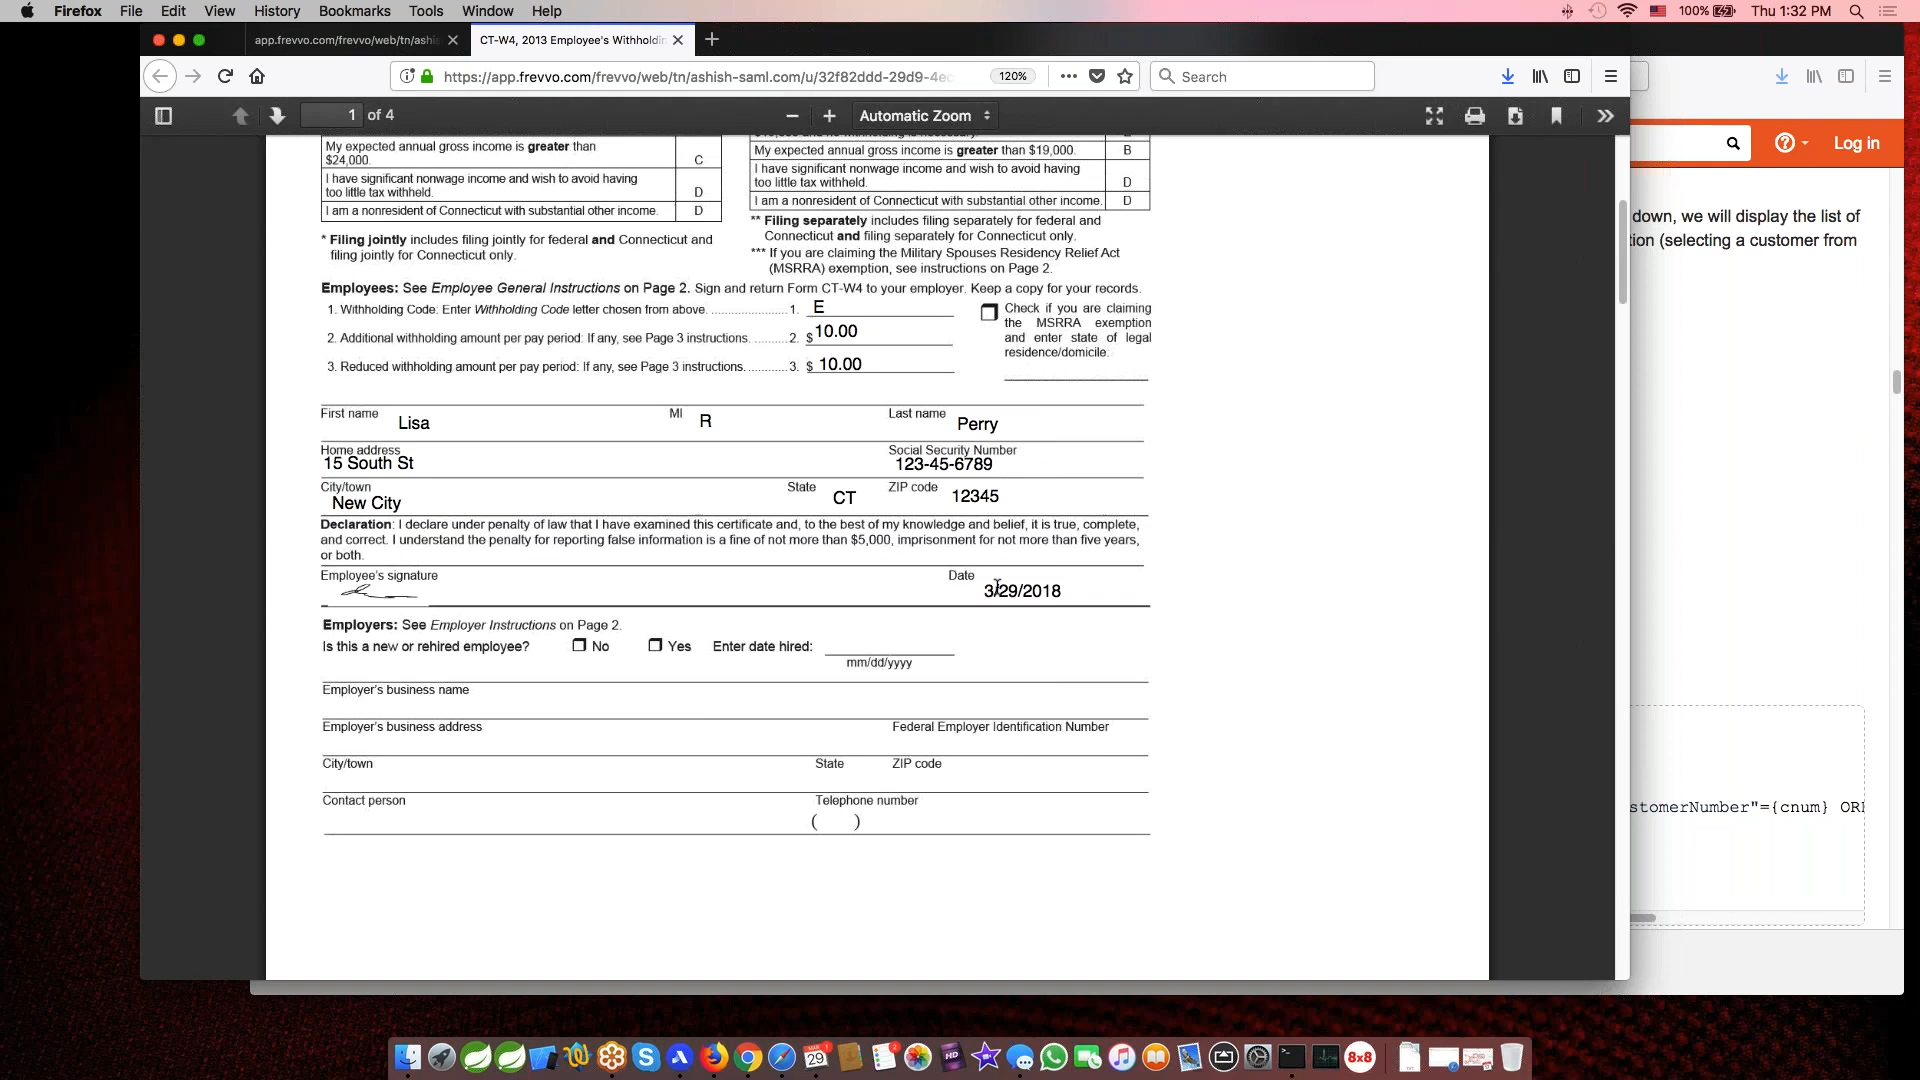 Firefox File Edit View History Bookmarks Tools Window Help 100% Thu 1:32 PM
app.frevvo.com/frevvo/web/tn/ashi
CT-W4, 2013 Employee's Withholdin
https://app.frevvo.com/frevvo/web/tn/ashish-saml.com/u/32f82ddd-29d9-4ec 120% Search
1 of 4 Automatic Zoom
Log in
My expected annual gross income is greater than
$24,000. C
I have significant nonwage income and wish to avoid having
too little tax withheld. D
I am a nonresident of Connecticut with substantial other income. D
* Filing jointly includes filing jointly for federal and Connecticut and
filing jointly for Connecticut only.
My expected annual gross income is greater than $19,000. B
I have significant nonwage income and wish to avoid having
too little tax withheld. D
I am a nonresident of Connecticut with substantial other income. D
** Filing separately includes filing separately for federal and
Connecticut and filing separately for Connecticut only.
*** If you are claiming the Military Spouses Residency Relief Act
(MSRRA) exemption, see instructions on Page 2.
Employees: See Employee General Instructions on Page 2. Sign and return Form CT-W4 to your employer. Keep a copy for your records.
1. Withholding Code: Enter Withholding Code letter chosen from above. ....................... 1. E
2. Additional withholding amount per pay period: If any, see Page 3 instructions. .......... 2. $ 10.00
3. Reduced withholding amount per pay period: If any, see Page 3 instructions. ............ 3. $ 10.00
Check if you are claiming
the MSRRA exemption
and enter state of legal
residence/domicile:
First name Lisa MI R Last name Perry
Home address Social Security Number
15 South St 123-45-6789
City/town State ZIP code
New City CT 12345
Declaration: I declare under penalty of law that I have examined this certificate and, to the best of my knowledge and belief, it is true, complete,
and correct. I understand the penalty for reporting false information is a fine of not more than $5,000, imprisonment for not more than five years,
or both.
Employee's signature Date
3/29/2018
Employers: See Employer Instructions on Page 2.
Is this a new or rehired employee? No Yes Enter date hired:
mm/dd/yyyy
Employer's business name
Employer's business address Federal Employer Identification Number
City/town State ZIP code
Contact person Telephone number
( )
down, we will display the list of
tion (selecting a customer from
stomerNumber"={cnum} OR
MAR
29
HD
8x8